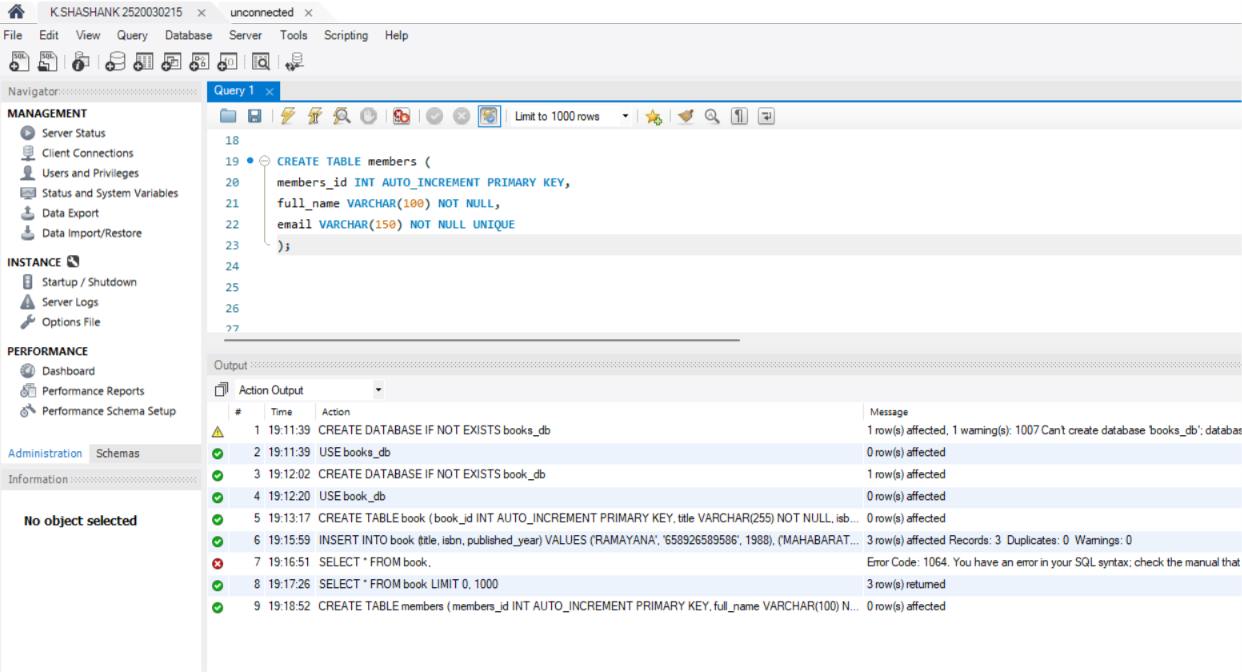 K.SHASHANK 2520030215 ×
unconnected ×
File Edit View Query Database Server Tools Scripting Help
Navigator
MANAGEMENT
Server Status
Client Connections
Users and Privileges
Status and System Variables
Data Export
Data Import/Restore
INSTANCE
Startup / Shutdown
Server Logs
Options File
PERFORMANCE
Dashboard
Performance Reports
Performance Schema Setup
Administration Schemas
Information
No object selected
Query 1 ×
Limit to 1000 rows
18
19 CREATE TABLE members (
20 members_id INT AUTO_INCREMENT PRIMARY KEY,
21 full_name VARCHAR(100) NOT NULL,
22 email VARCHAR(150) NOT NULL UNIQUE
23 );
24
25
26
27
Output
Action Output
# Time Action Message
1 19:11:39 CREATE DATABASE IF NOT EXISTS books_db 1 row(s) affected, 1 warning(s): 1007 Can't create database 'books_db'; databas
2 19:11:39 USE books_db 0 row(s) affected
3 19:12:02 CREATE DATABASE IF NOT EXISTS book_db 1 row(s) affected
4 19:12:20 USE book_db 0 row(s) affected
5 19:13:17 CREATE TABLE book ( book_id INT AUTO_INCREMENT PRIMARY KEY, title VARCHAR(255) NOT NULL, isb... 0 row(s) affected
6 19:15:59 INSERT INTO book (title, isbn, published_year) VALUES ('RAMAYANA', '658926589586', 1988), ('MAHABARAT... 3 row(s) affected Records: 3 Duplicates: 0 Warnings: 0
7 19:16:51 SELECT * FROM book, Error Code: 1064. You have an error in your SQL syntax; check the manual that
8 19:17:26 SELECT * FROM book LIMIT 0, 1000 3 row(s) returned
9 19:18:52 CREATE TABLE members ( members_id INT AUTO_INCREMENT PRIMARY KEY, full_name VARCHAR(100) N... 0 row(s) affected